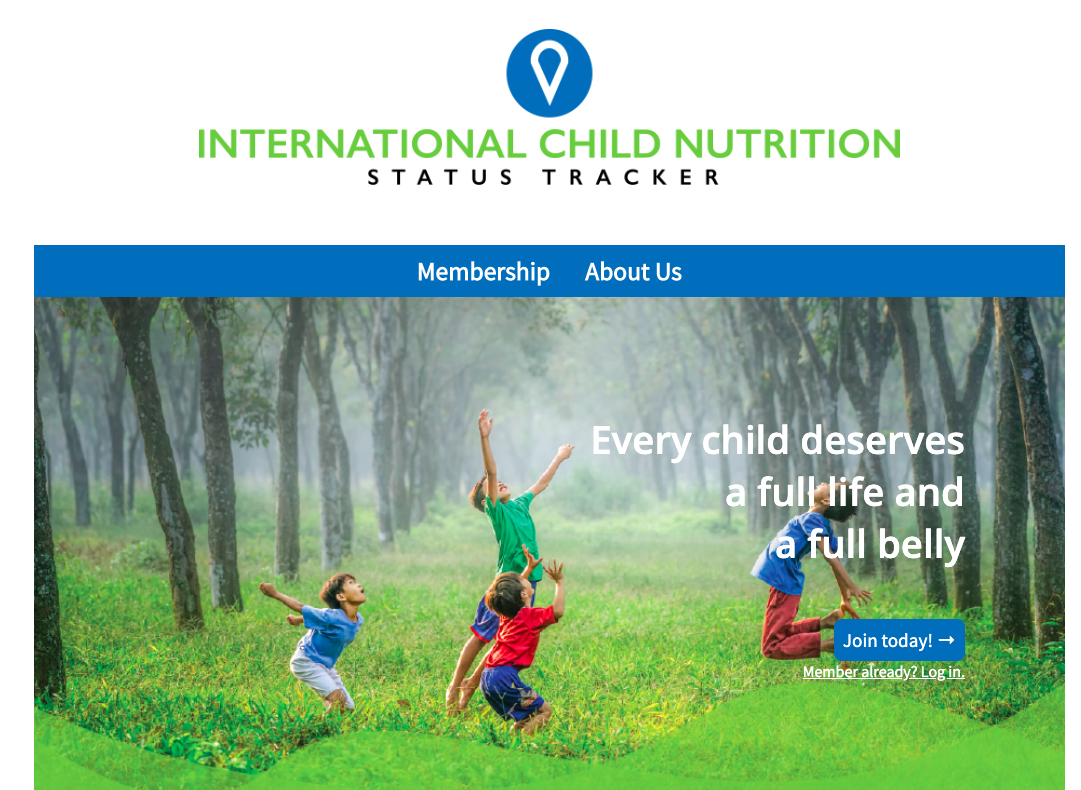 INTERNATIONAL CHILD NUTRITION
STATUS TRACKER
Membership About Us
Every child deserves
a full life and
a full belly
Join today! →
Member already? Log in.